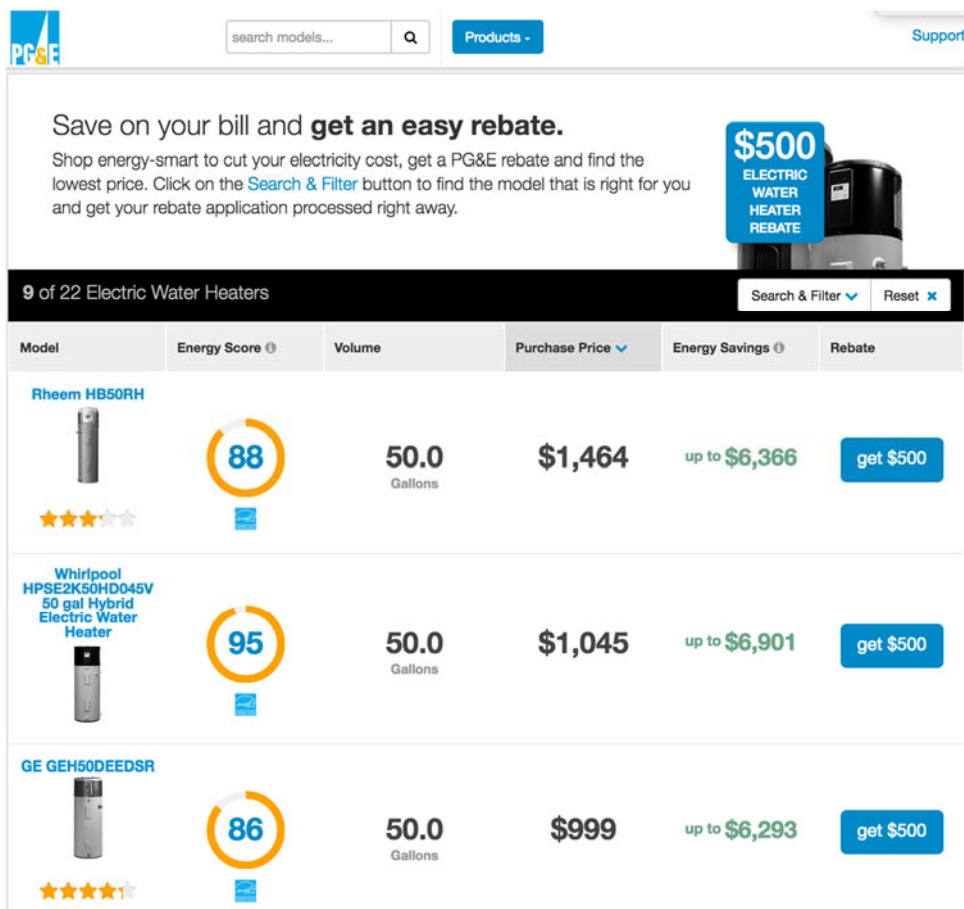 PG&E
search models...
Products
Support
Save on your bill and get an easy rebate.
Shop energy-smart to cut your electricity cost, get a PG&E rebate and find the
lowest price. Click on the Search & Filter button to find the model that is right for you
and get your rebate application processed right away.
$500
ELECTRIC
WATER
HEATER
REBATE
9 of 22 Electric Water Heaters
Search & Filter
Reset
Model Energy Score Volume Purchase Price Energy Savings Rebate
Rheem HB50RH
88 50.0 $1,464 up to $6,366 get $500
Gallons
Whirlpool
HPSE2K50HD045V
50 gal Hybrid
Electric Water
Heater
95 50.0 $1,045 up to $6,901 get $500
Gallons
GE GEH50DEEDSR
86 50.0 $999 up to $6,293 get $500
Gallons